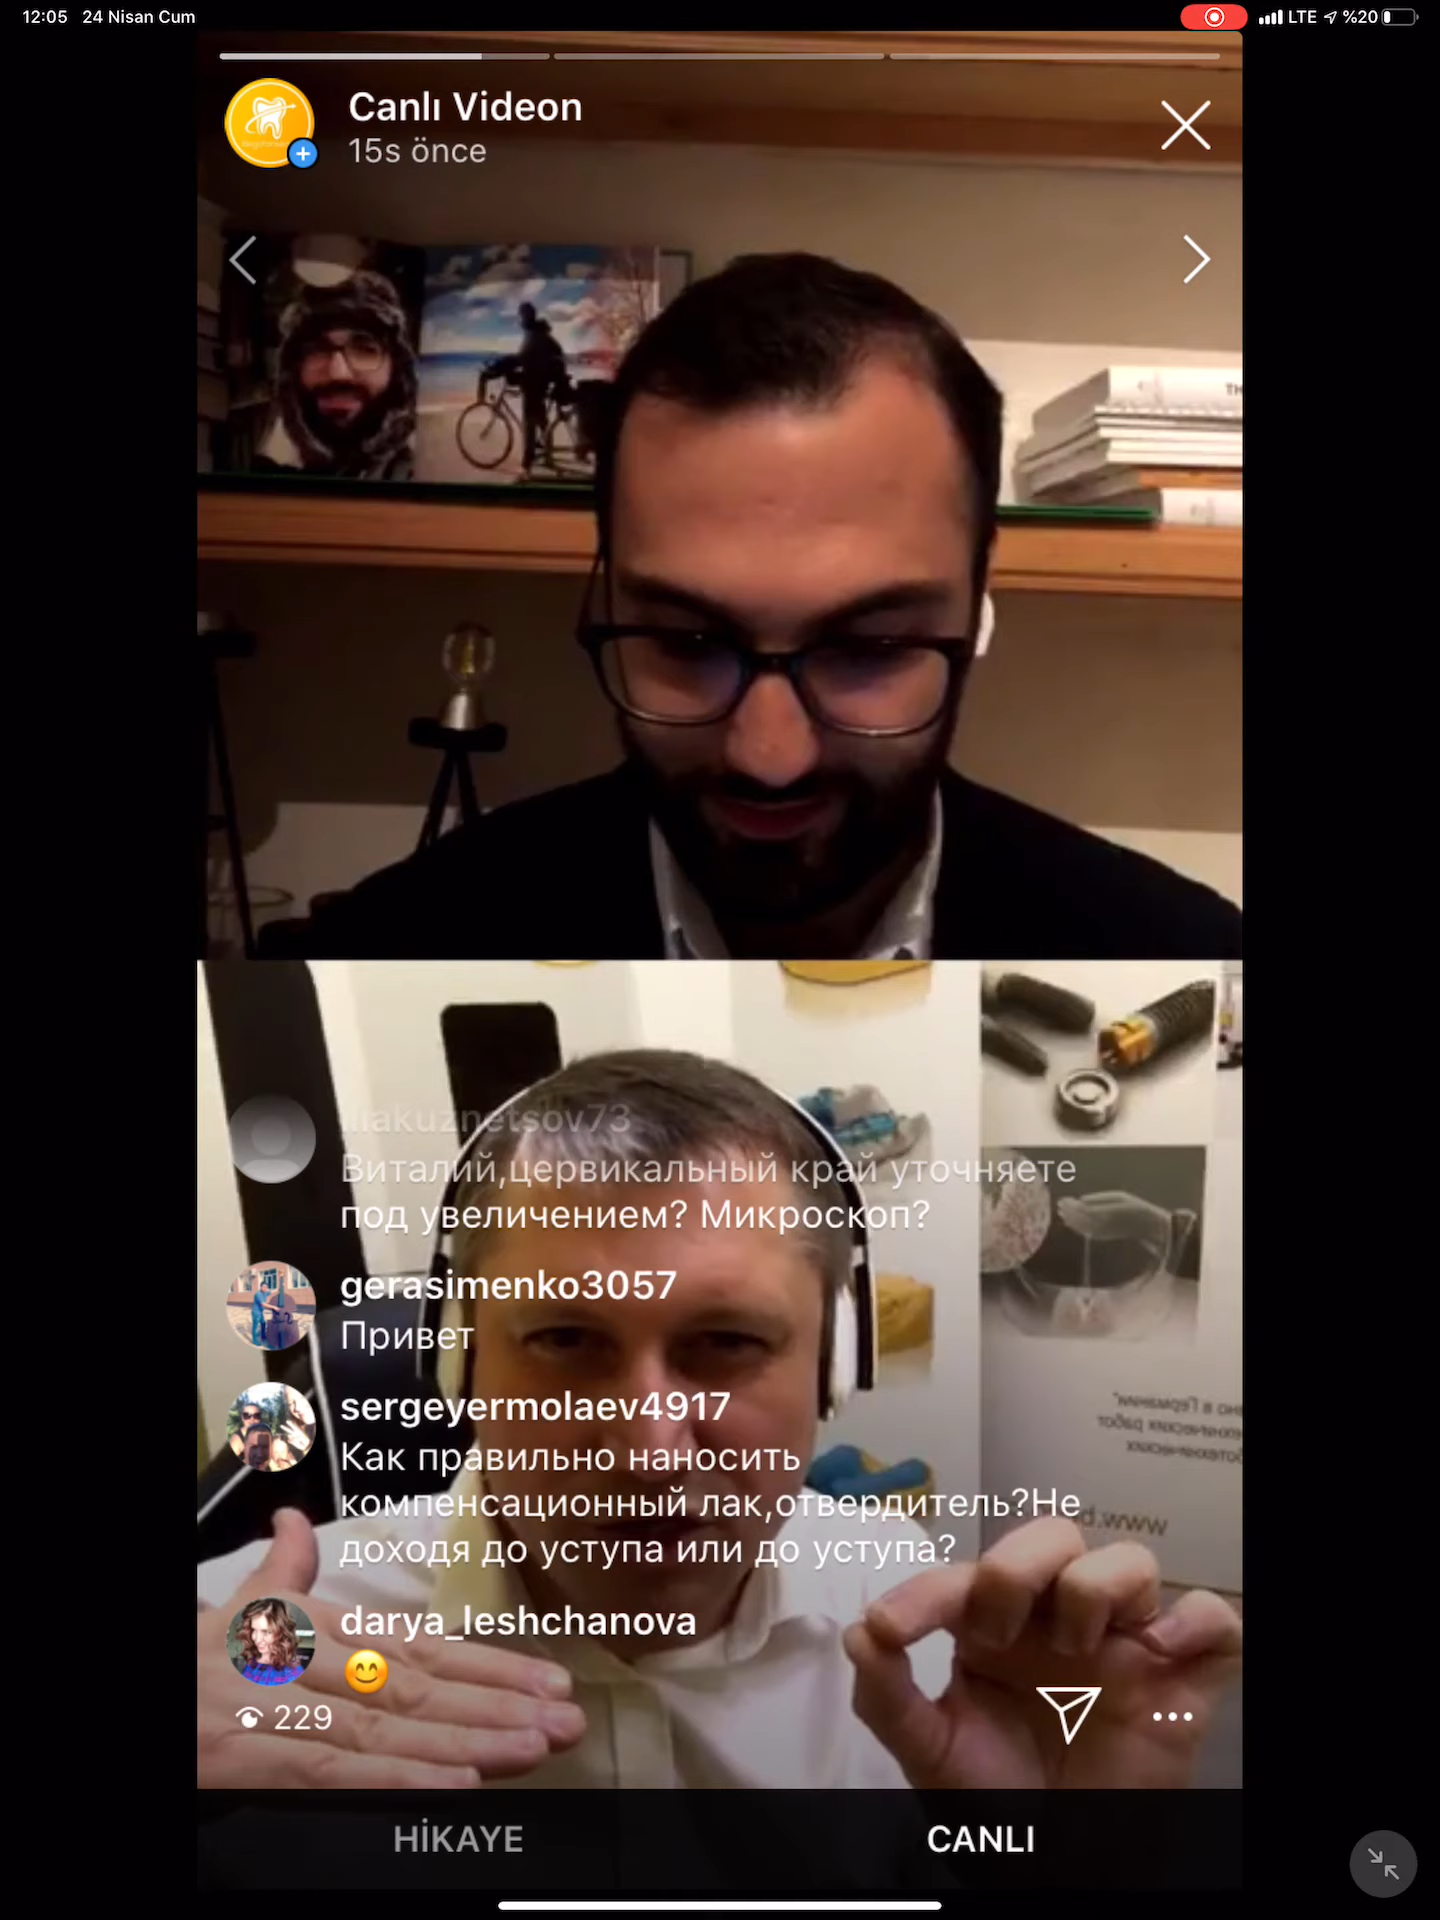 12:05 24 Nisan Cum
LTE %20
Canlı Videon
15s önce
TH
Виталий,цервикальный край уточняете
под увеличением? Микроскоп?
gerasimenko3057
Привет
sergeyermolaev4917
Как правильно наносить
компенсационный лак,отвердитель?Не
доходя до уступа или до уступа?
darya_leshchanova
😊
229
HİKAYE
CANLI